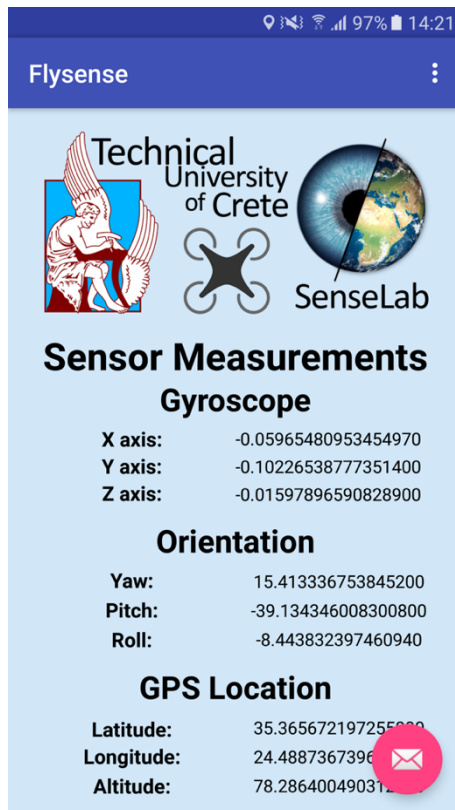 97% 14:21
Flysense
Technical
University
of Crete
SenseLab
Sensor Measurements
Gyroscope
X axis: -0.05965480953454970
Y axis: -0.10226538777351400
Z axis: -0.01597896590828900
Orientation
Yaw: 15.413336753845200
Pitch: -39.134346008300800
Roll: -8.443832397460940
GPS Location
Latitude:
Longitude:
Altitude: